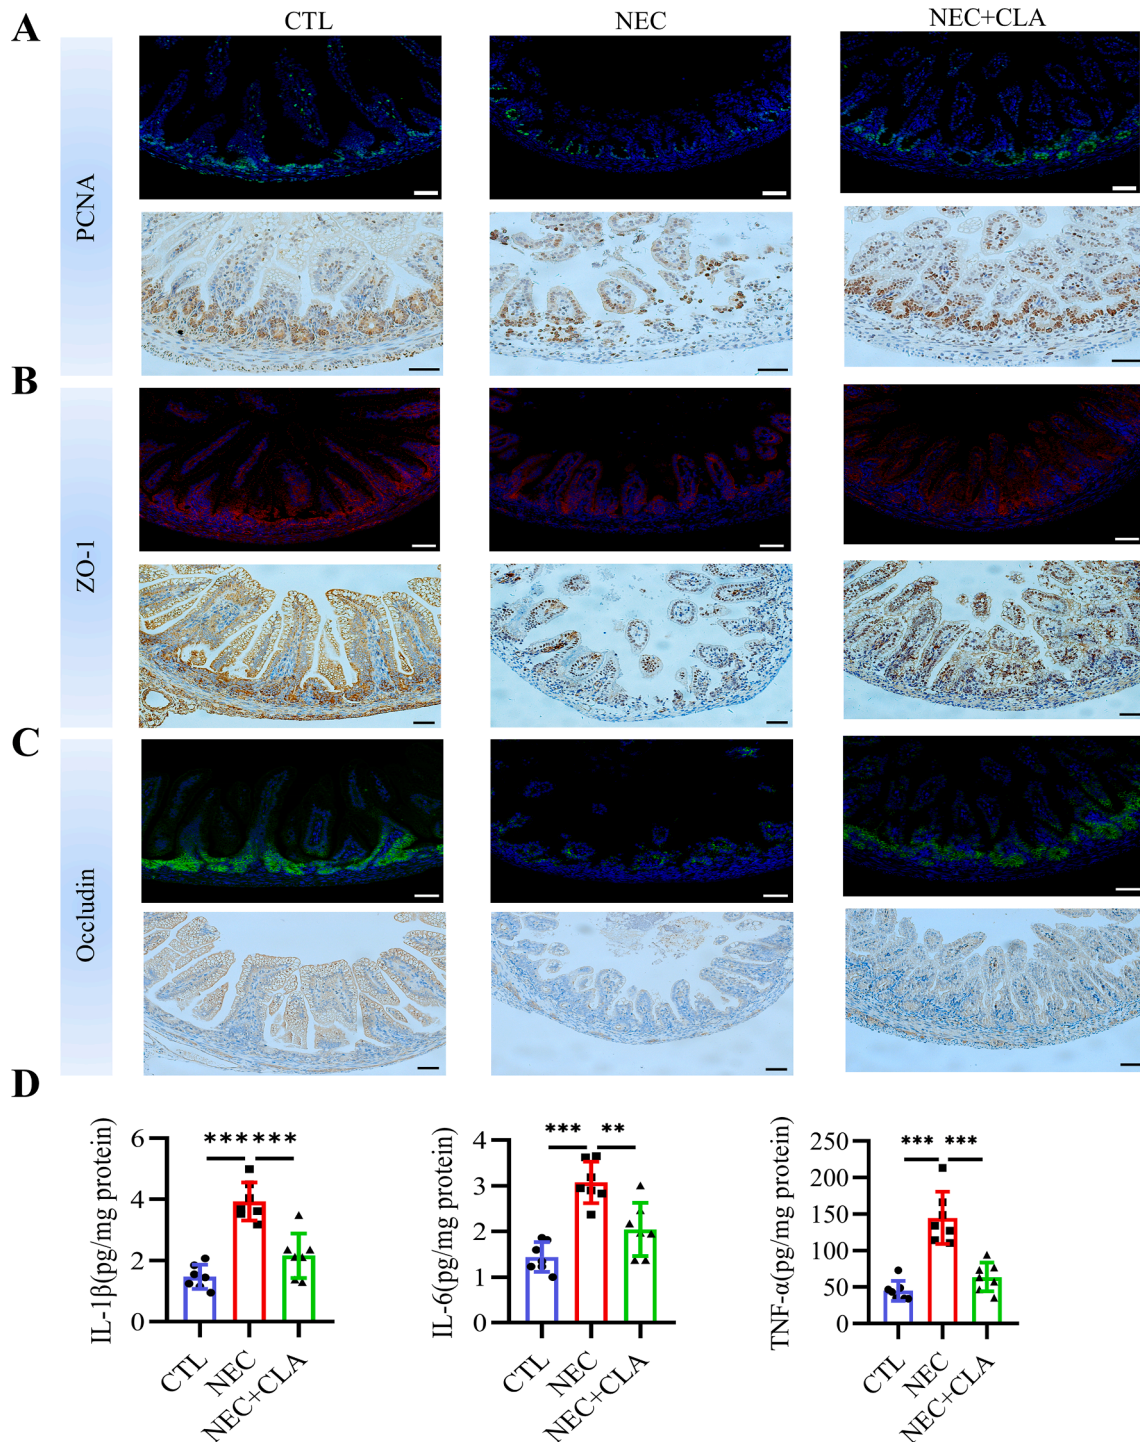 A
CTL
NEC
NEC+CLA
PCNA
B
ZO-1
C
Occludin
D
IL-1β(pg/mg protein)
6
4
2
0
*** ***
CTL
NEC
NEC+CLA
IL-6(pg/mg protein)
4
3
2
1
0
*** **
CTL
NEC
NEC+CLA
TNF-α(pg/mg protein)
250
200
150
100
50
0
*** ***
CTL
NEC
NEC+CLA